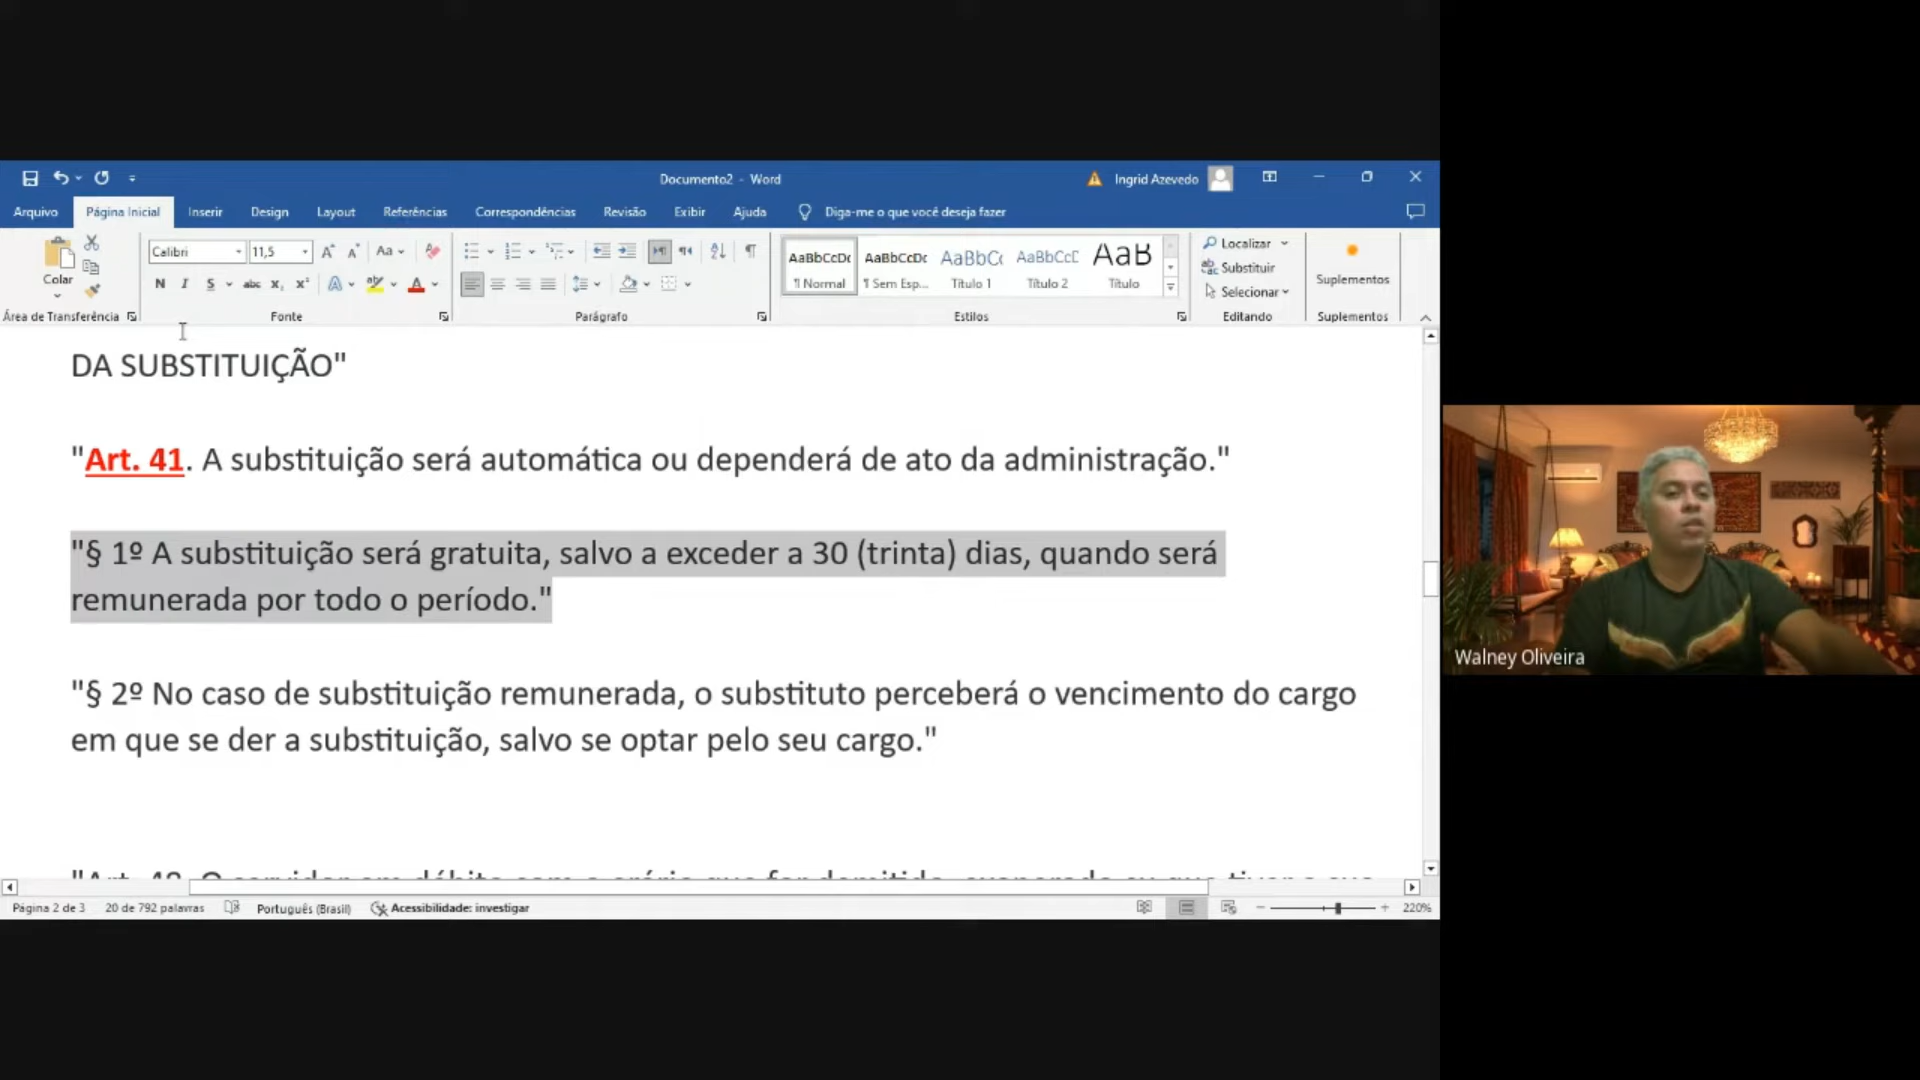 Documento2 - Word
Ingrid Azevedo
Arquivo
Página Inicial
Inserir
Design
Layout
Referências
Correspondências
Revisão
Exibir
Ajuda
Diga-me o que você deseja fazer
Colar
Calibri
11,5
Aa
N I S abc x₂ x²
AaBbCcDc
¶ Normal
AaBbCcDc
¶ Sem Esp...
AaBbCc
Título 1
AaBbCcD
Título 2
AaB
Título
Localizar
Substituir
Selecionar
Suplementos
Área de Transferência
Fonte
Parágrafo
Estilos
Editando
Suplementos
DA SUBSTITUIÇÃO"
"Art. 41. A substituição será automática ou dependerá de ato da administração."
"§ 1º A substituição será gratuita, salvo a exceder a 30 (trinta) dias, quando será
remunerada por todo o período."
"§ 2º No caso de substituição remunerada, o substituto perceberá o vencimento do cargo
em que se der a substituição, salvo se optar pelo seu cargo."
Página 2 de 3
20 de 792 palavras
Português (Brasil)
Acessibilidade: investigar
220%
Walney Oliveira